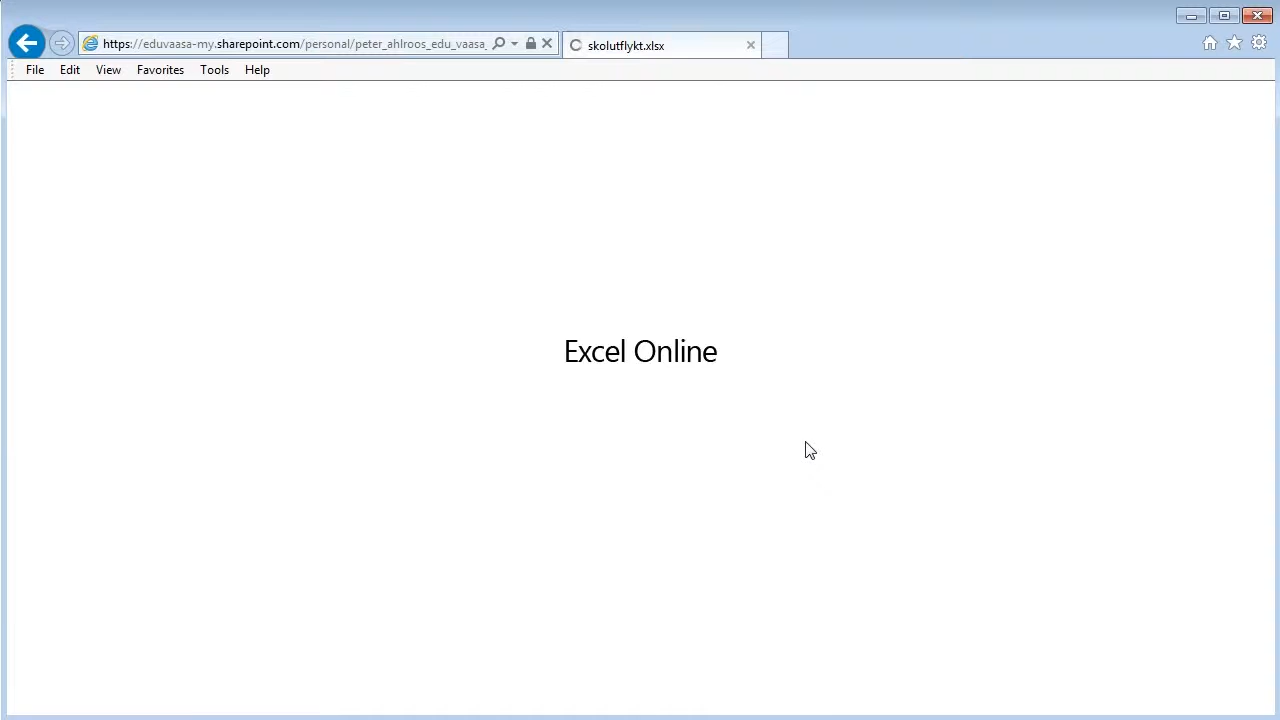 https://eduvaasa-my.sharepoint.com/personal/peter_ahlroos_edu_vaasa_
skolutflykt.xlsx
File Edit View Favorites Tools Help
Excel Online